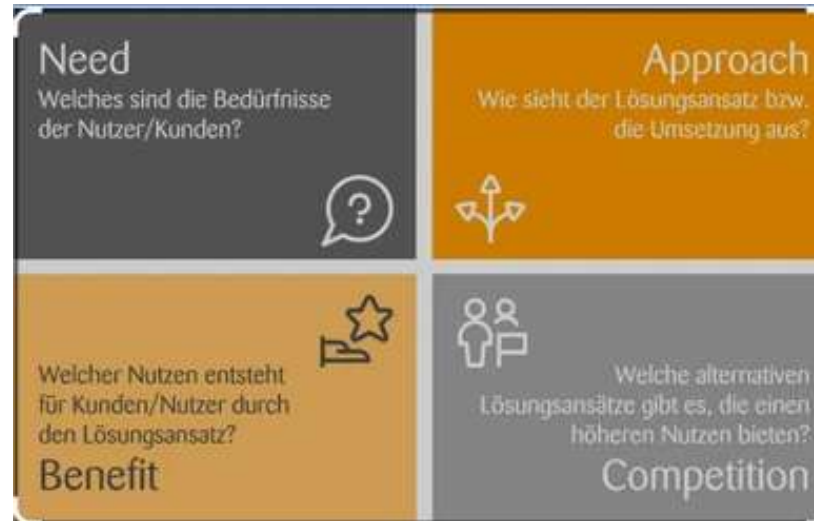 Need
Welches sind die Bedürfnisse
der Nutzer/Kunden?
?
Approach
Wie sieht der Lösungsansatz bzw.
die Umsetzung aus?
Welcher Nutzen entsteht
für Kunden/Nutzer durch
den Lösungsansatz?
Benefit
Welche alternativen
Lösungsansätze gibt es, die einen
höheren Nutzen bieten?
Competition